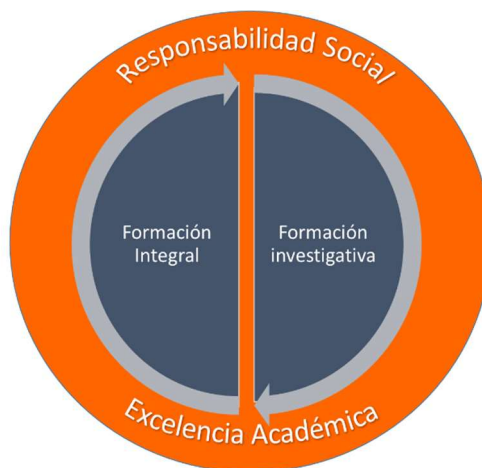 Responsabilidad Social
Formación
Integral
Formación
investigativa
Excelencia Académica